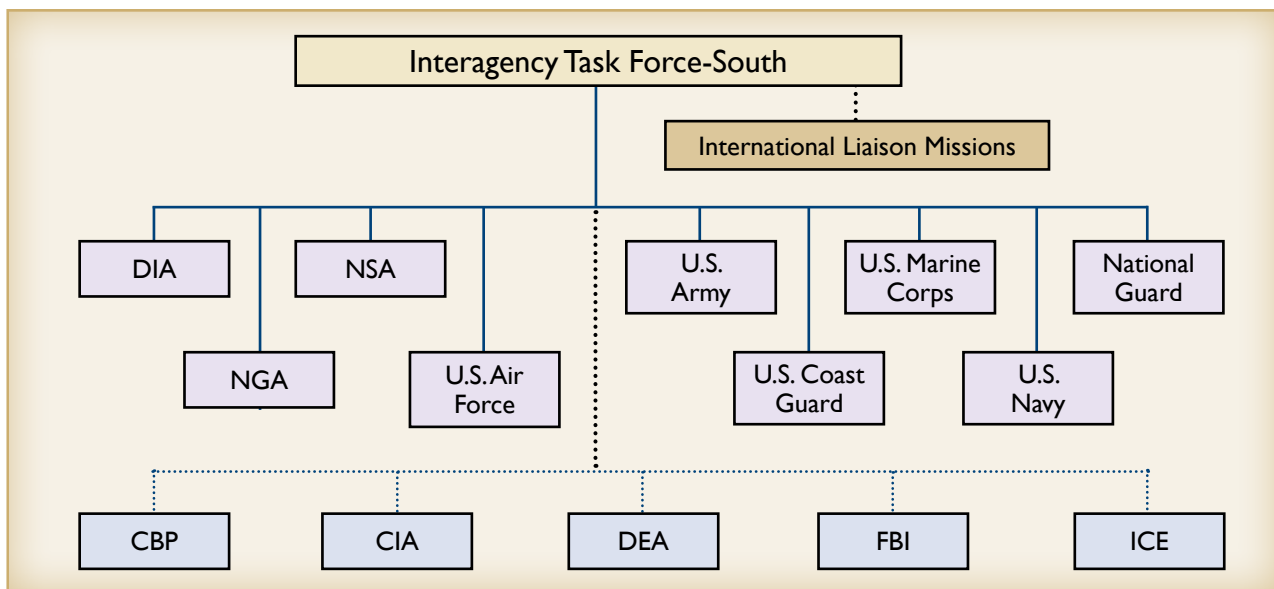 Interagency Task Force-South
International Liaison Missions
DIA
NSA
U.S.
Army
U.S. Marine
Corps
National
Guard
NGA
U.S. Air
Force
U.S. Coast
Guard
U.S.
Navy
CBP
CIA
DEA
FBI
ICE